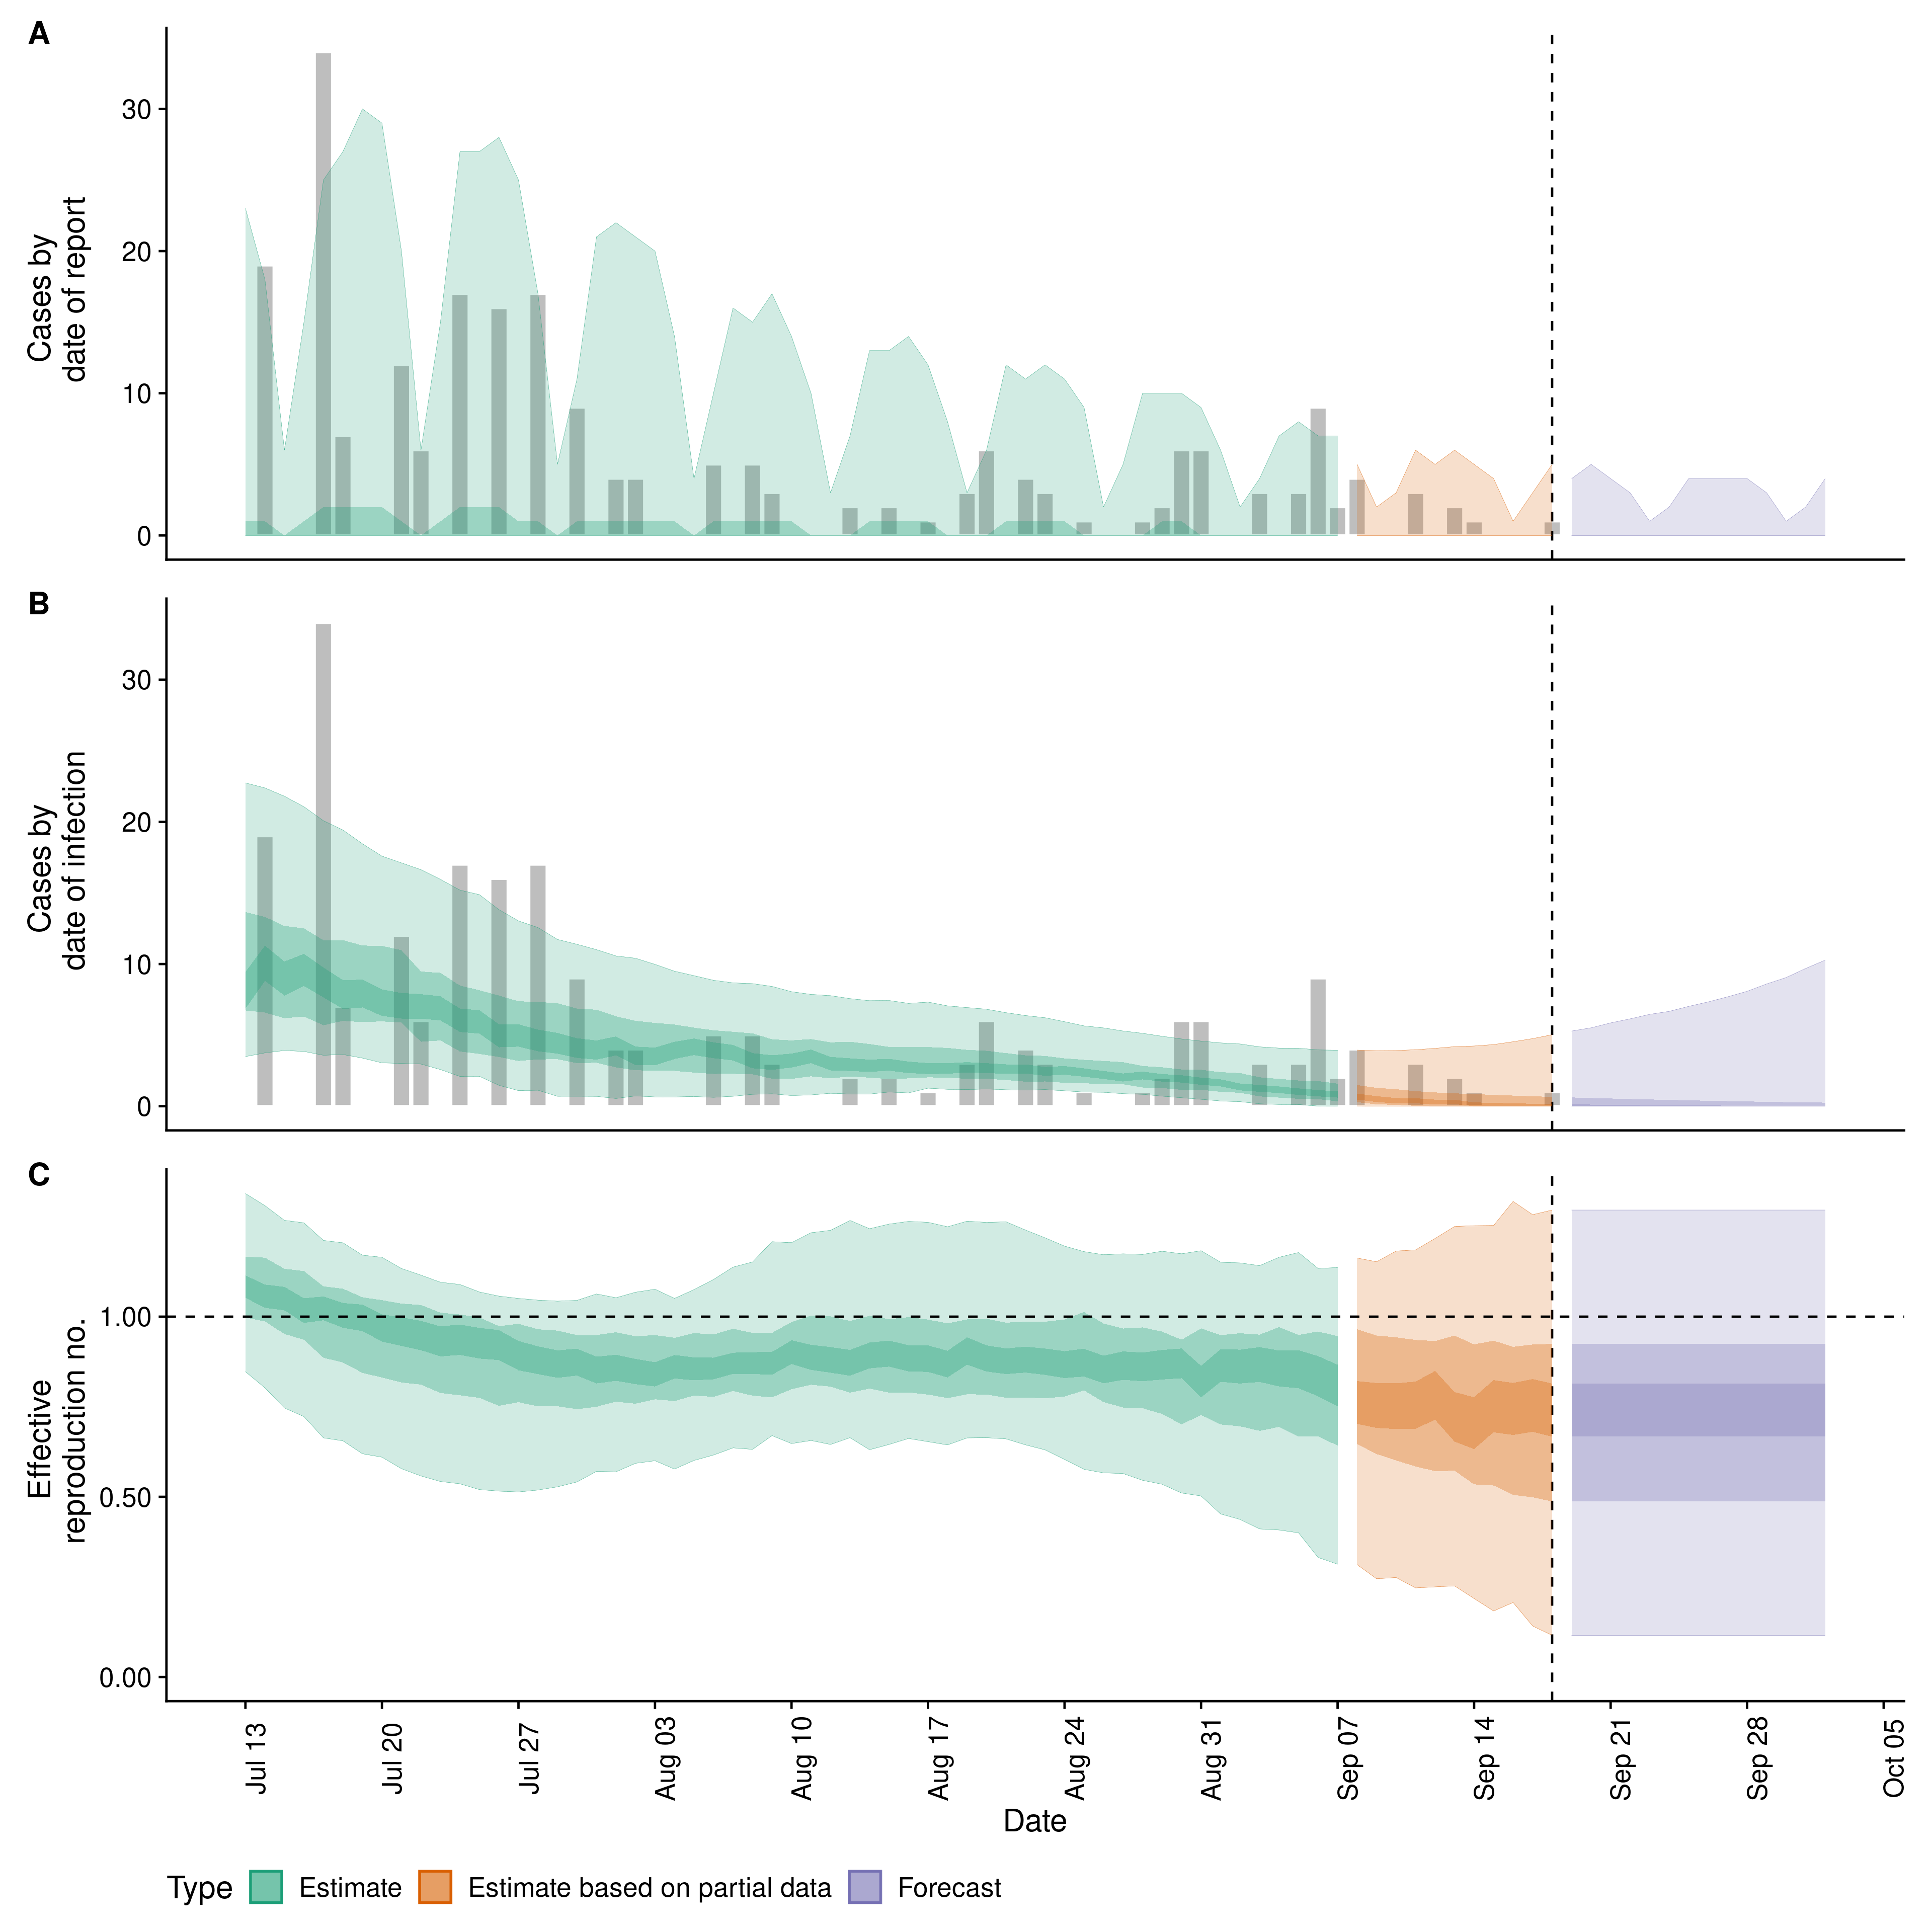 A
Cases by
date of report
30
20
10
0
B
Cases by
date of infection
30
20
10
0
C
Effective
reproduction no.
1.00
0.50
0.00
Jul 13
Jul 20
Jul 27
Aug 03
Aug 10
Aug 17
Aug 24
Aug 31
Sep 07
Sep 14
Sep 21
Sep 28
Oct 05
Date
Type
Estimate
Estimate based on partial data
Forecast